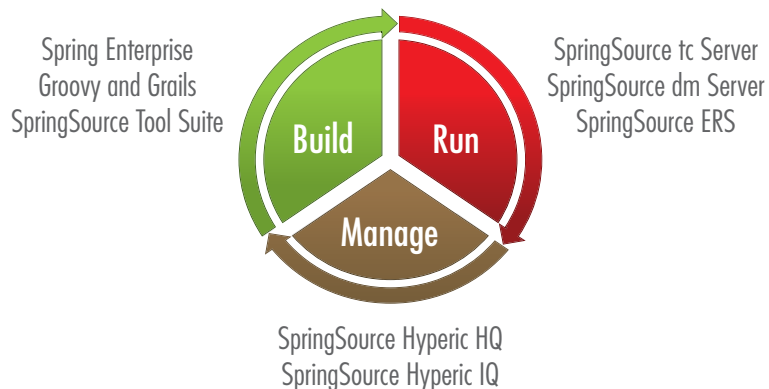 Spring Enterprise
Groovy and Grails
SpringSource Tool Suite
SpringSource tc Server
SpringSource dm Server
SpringSource ERS
Build
Run
Manage
SpringSource Hyperic HQ
SpringSource Hyperic IQ